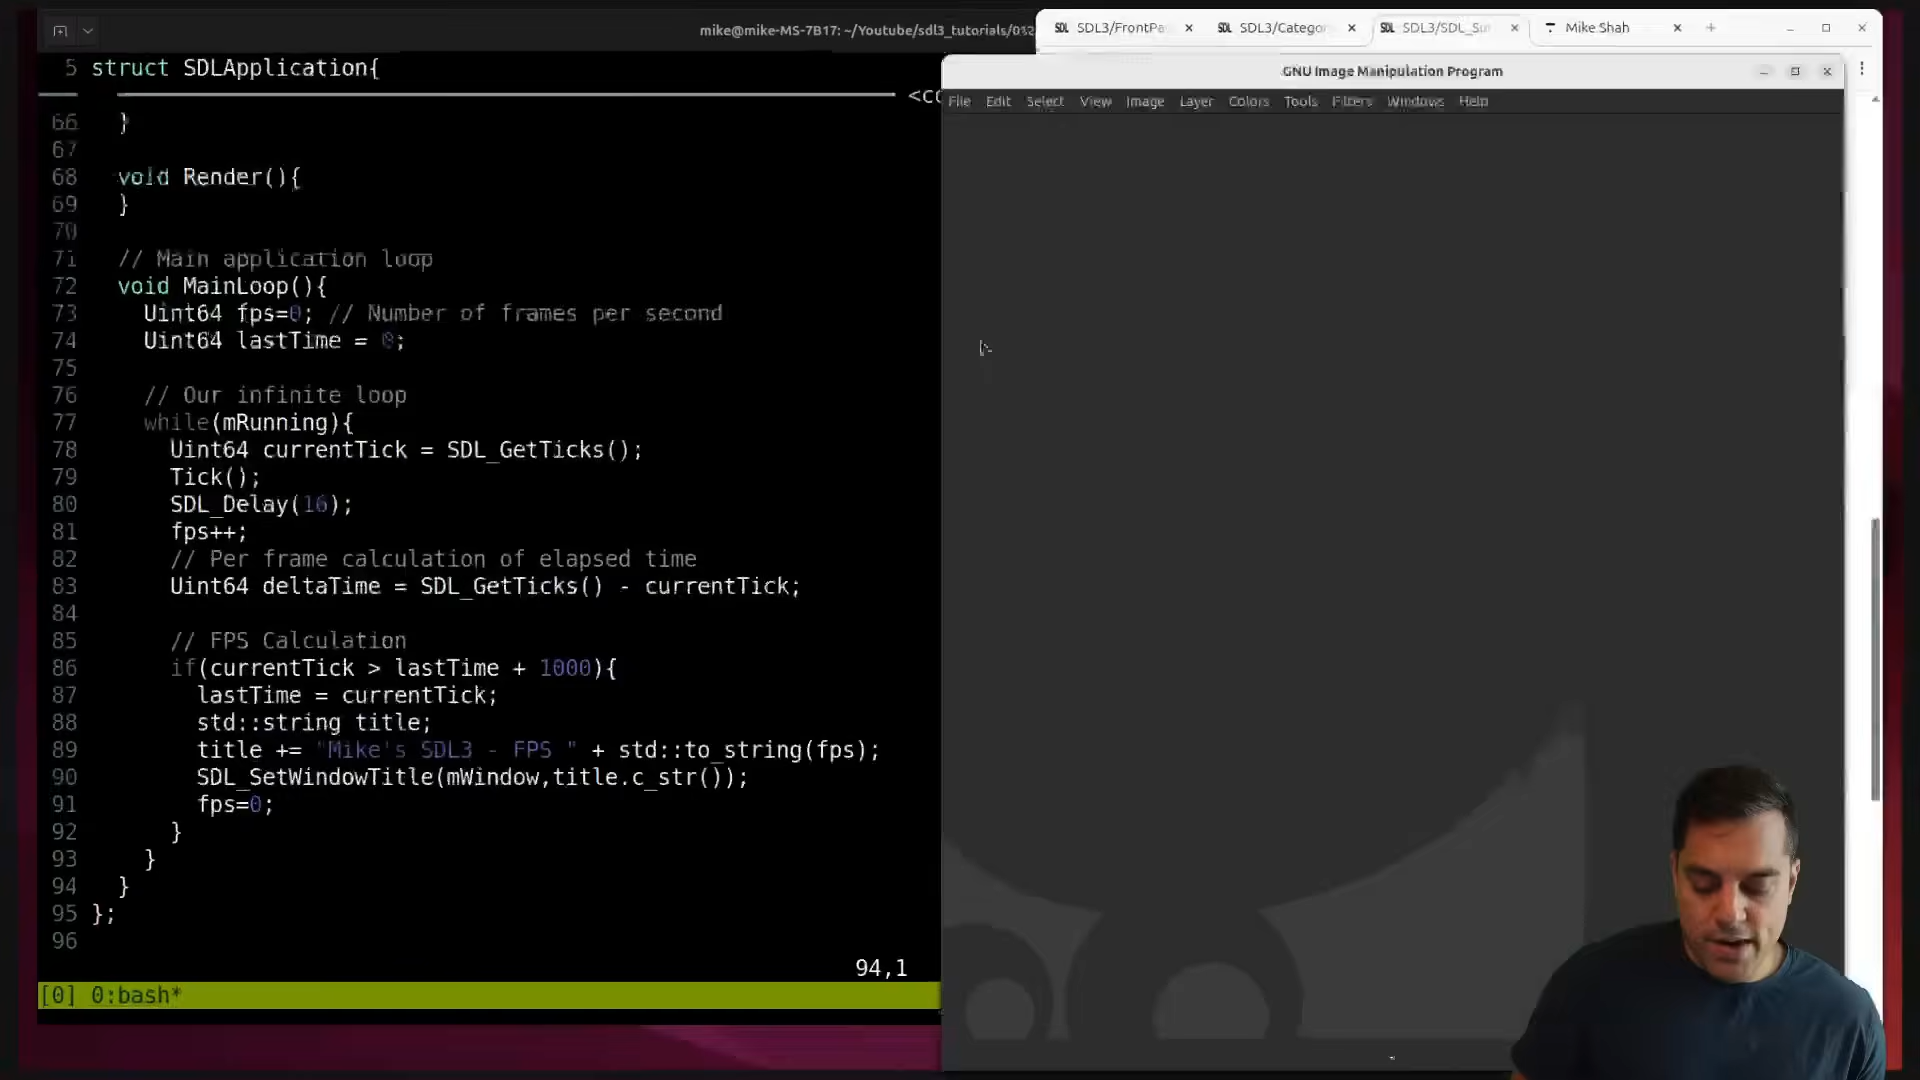 mike@mike-MS-7B17: ~/Youtube/sdl3_tutorials/012
SDL SDL3/FrontPa
SDL SDL3/Categor
SDL SDL3/SDL_Sur
Mike Shah
5 struct SDLApplication{
<co
66 }
67
68 void Render(){
69 }
70
71 // Main application loop
72 void MainLoop(){
73 Uint64 fps=0; // Number of frames per second
74 Uint64 lastTime = 0;
75
76 // Our infinite loop
77 while(mRunning){
78 Uint64 currentTick = SDL_GetTicks();
79 Tick();
80 SDL_Delay(16);
81 fps++;
82 // Per frame calculation of elapsed time
83 Uint64 deltaTime = SDL_GetTicks() - currentTick;
84
85 // FPS Calculation
86 if(currentTick > lastTime + 1000){
87 lastTime = currentTick;
88 std::string title;
89 title += "Mike's SDL3 - FPS " + std::to_string(fps);
90 SDL_SetWindowTitle(mWindow,title.c_str());
91 fps=0;
92 }
93 }
94 }
95 };
96
94,1
[0] 0:bash*
GNU Image Manipulation Program
File Edit Select View Image Layer Colors Tools Filters Windows Help